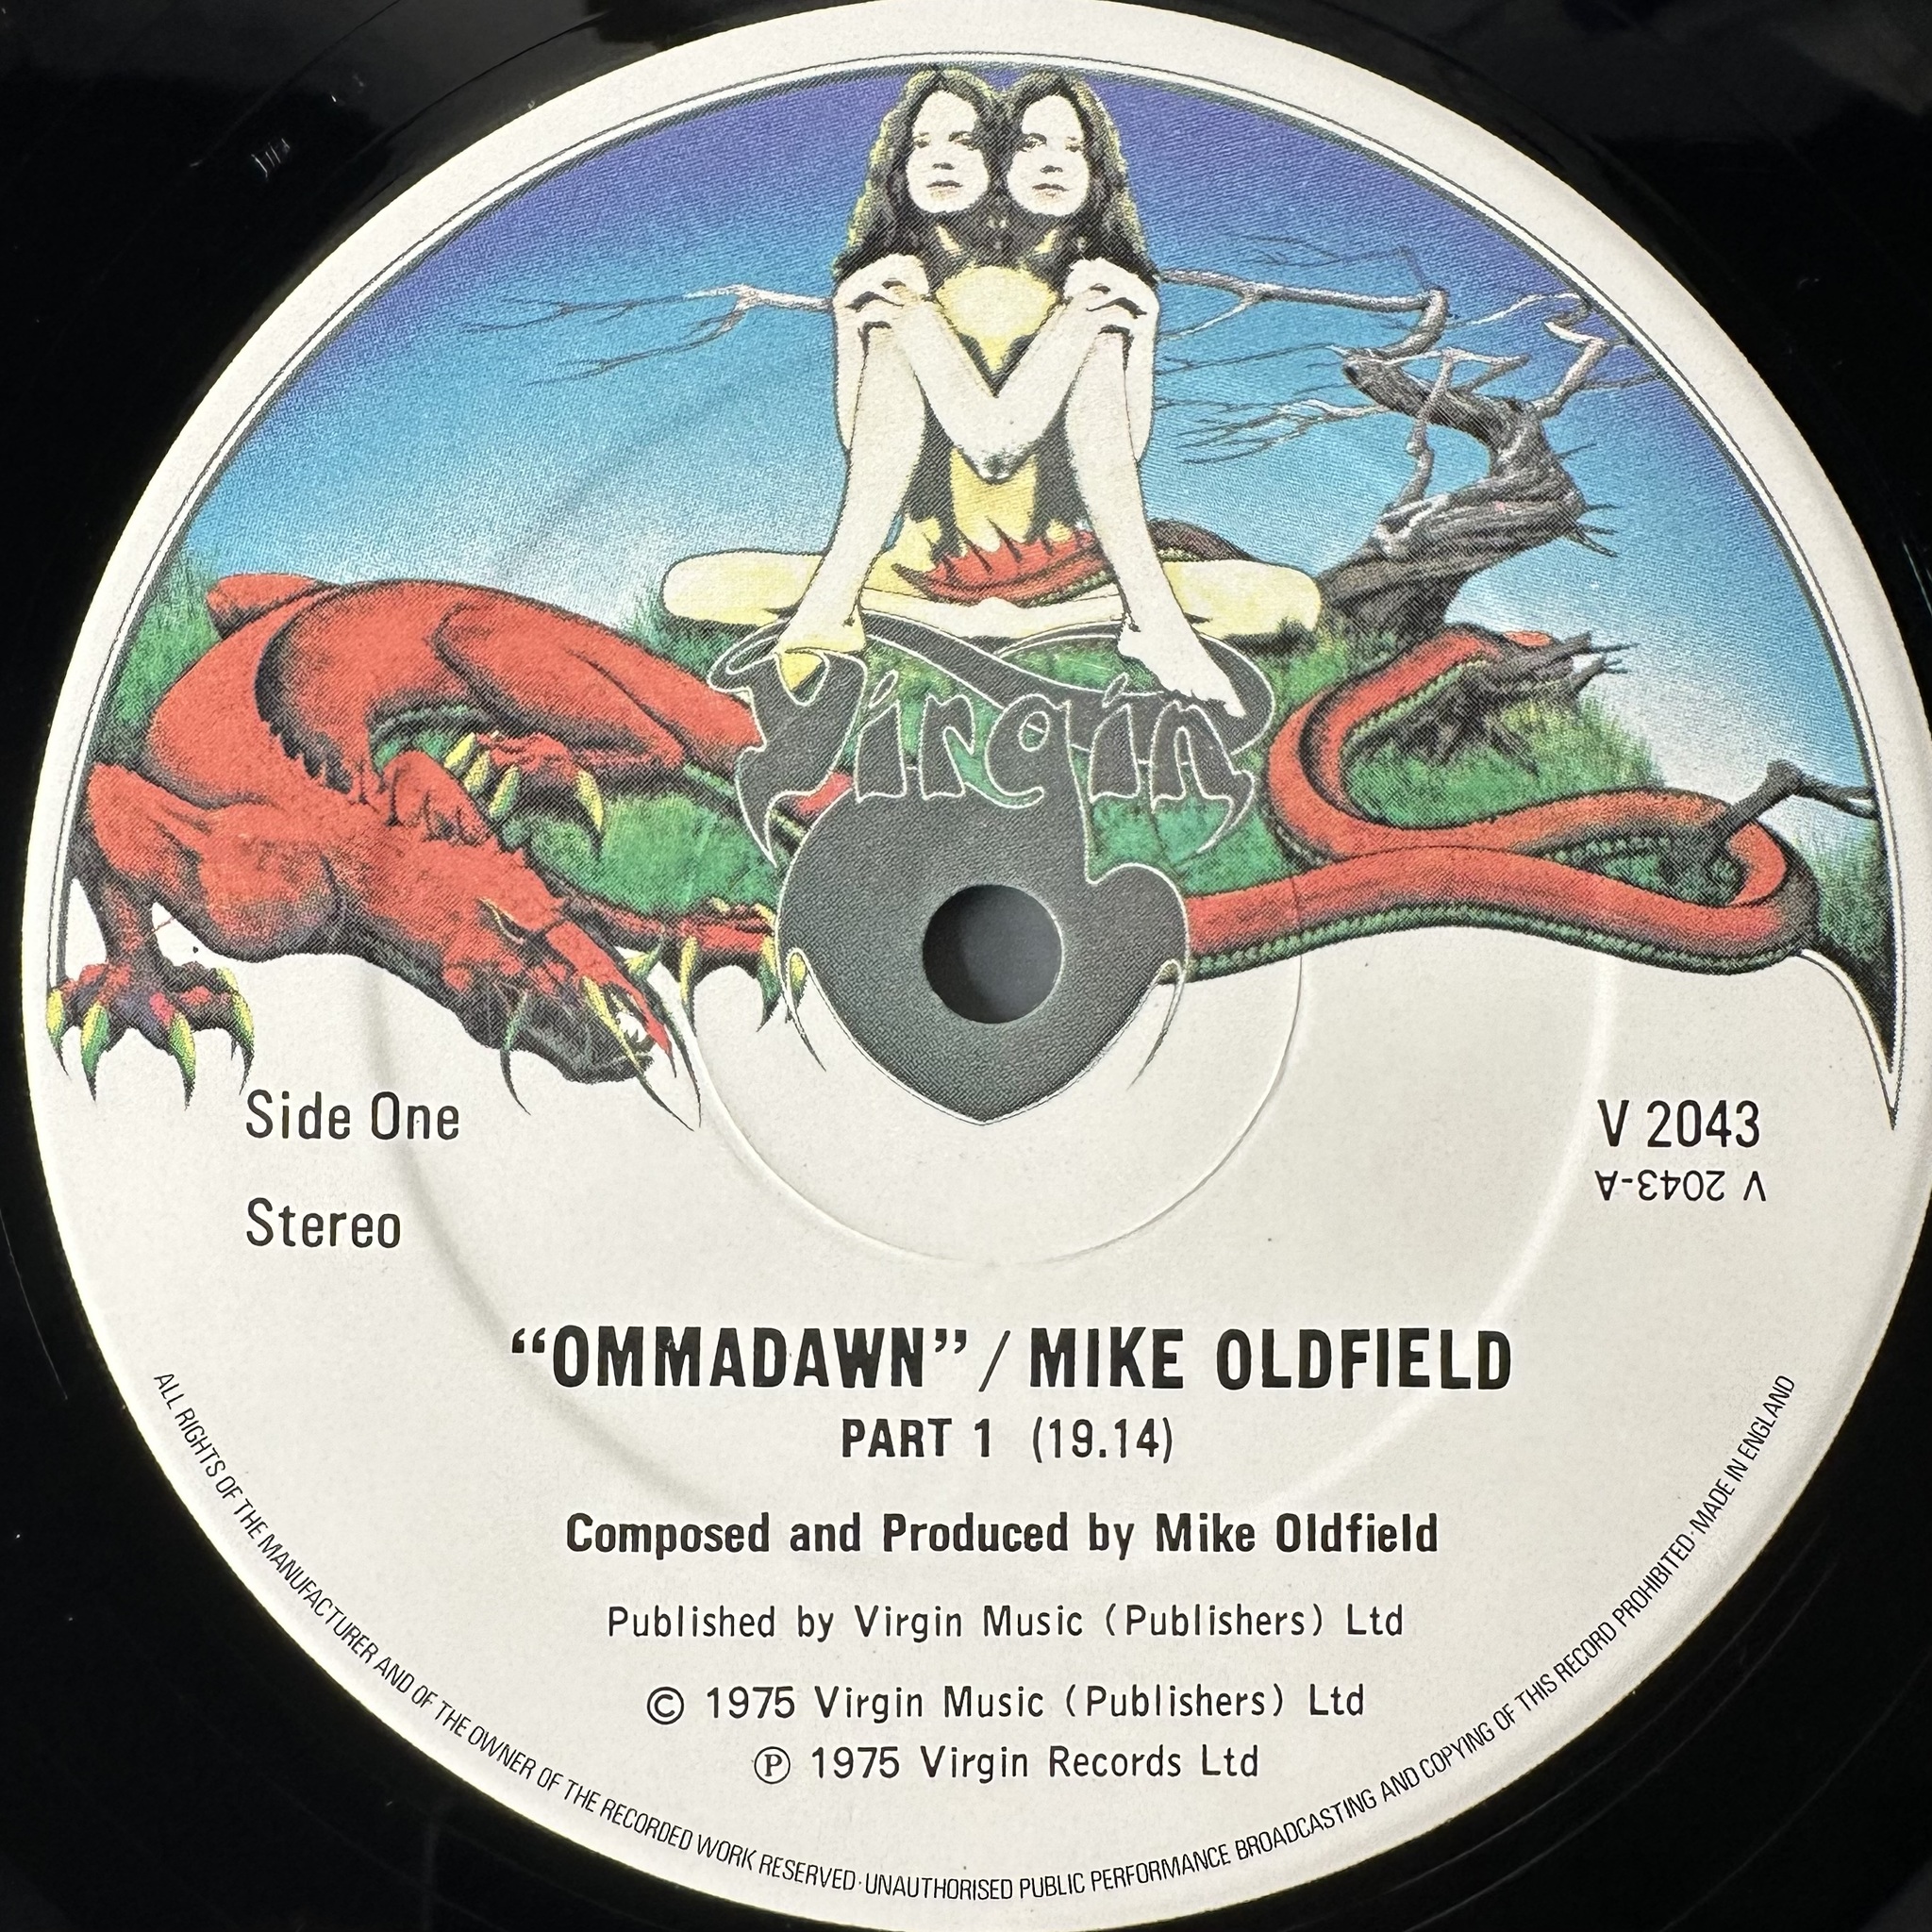 Virgin
Side One
V 2043
V 2043-A
Stereo
“OMMADAWN” / MIKE OLDFIELD
PART 1 (19.14)
Composed and Produced by Mike Oldfield
Published by Virgin Music (Publishers) Ltd
© 1975 Virgin Music (Publishers) Ltd
℗ 1975 Virgin Records Ltd
ALL RIGHTS OF THE MANUFACTURER AND OF THE OWNER OF THE RECORDED WORK RESERVED·UNAUTHORISED PUBLIC PERFORMANCE BROADCASTING AND COPYING OF THIS RECORD PROHIBITED·MADE IN ENGLAND